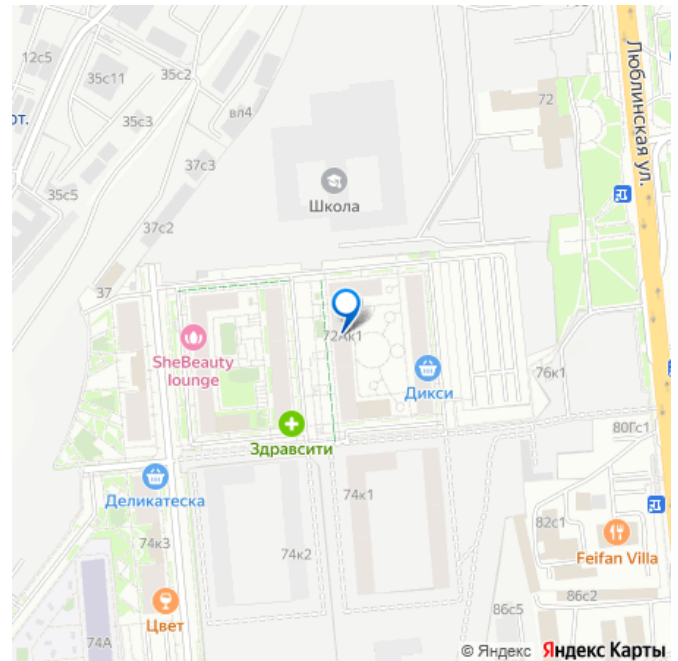 12с5
35с11
35с2
вл4
72
Люблинская ул.
от.
35с3
37с3
35с5
Школа
37с2
37
72Ак1
SheBeauty
lounge
Дикси
76к1
80Гс1
Здравсити
Деликатеска
74к1
82с1
74к3
74к2
Feifan Villa
86с2
86с5
Цвет
74А
© Яндекс Яндекс Карты